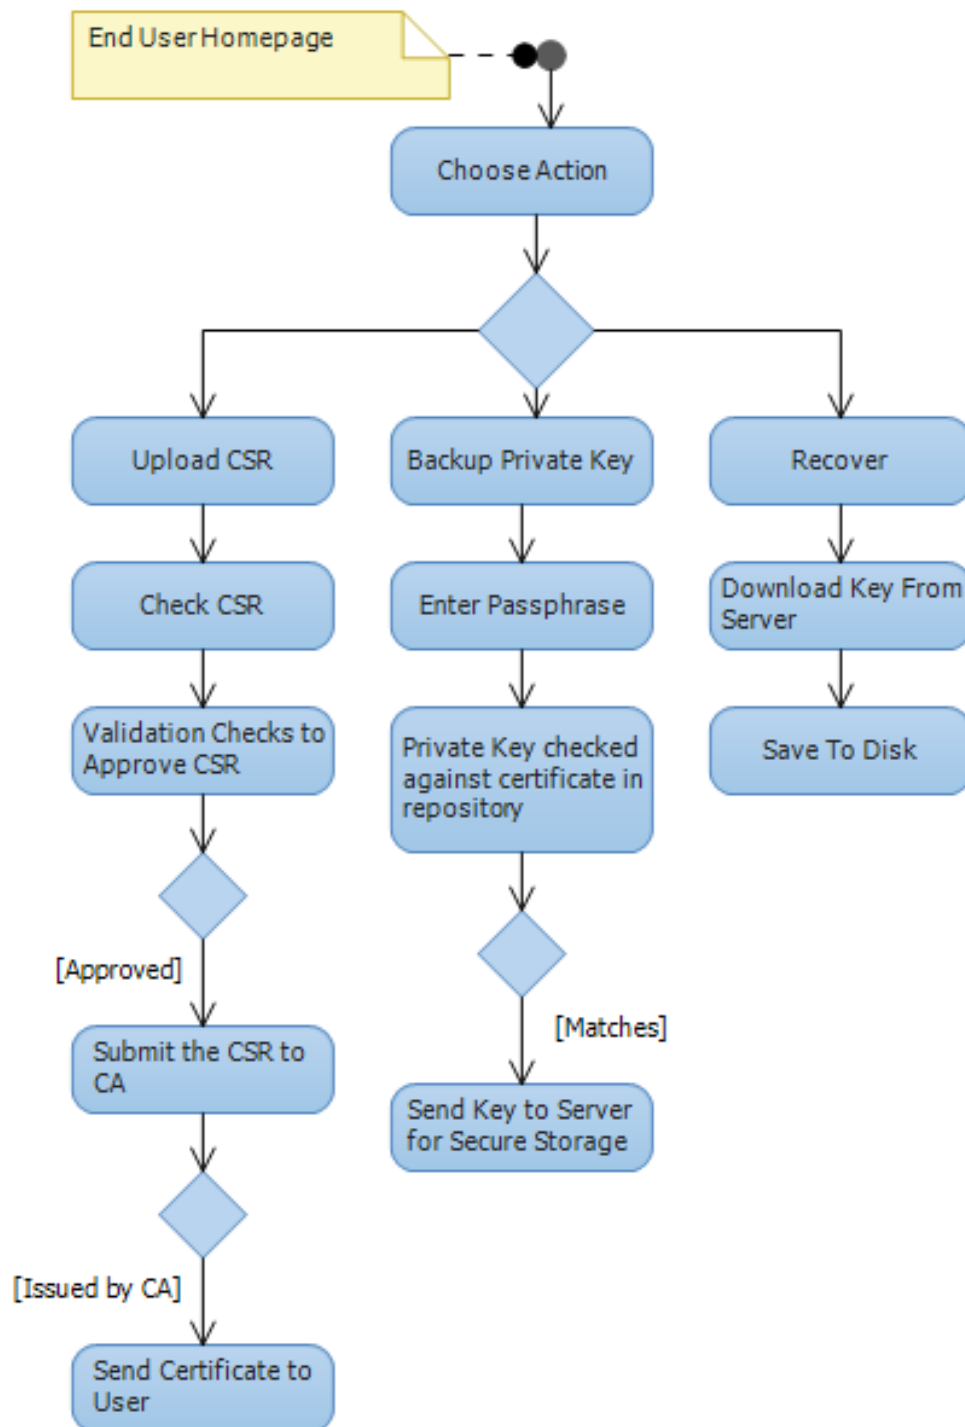 End User Homepage
Choose Action
Upload CSR
Backup Private Key
Recover
Check CSR
Enter Passphrase
Download Key From
Server
Validation Checks to
Approve CSR
Private Key checked
against certificate in
repository
Save To Disk
[Approved]
[Matches]
Submit the CSR to
CA
Send Key to Server
for Secure Storage
[Issued by CA]
Send Certificate to
User